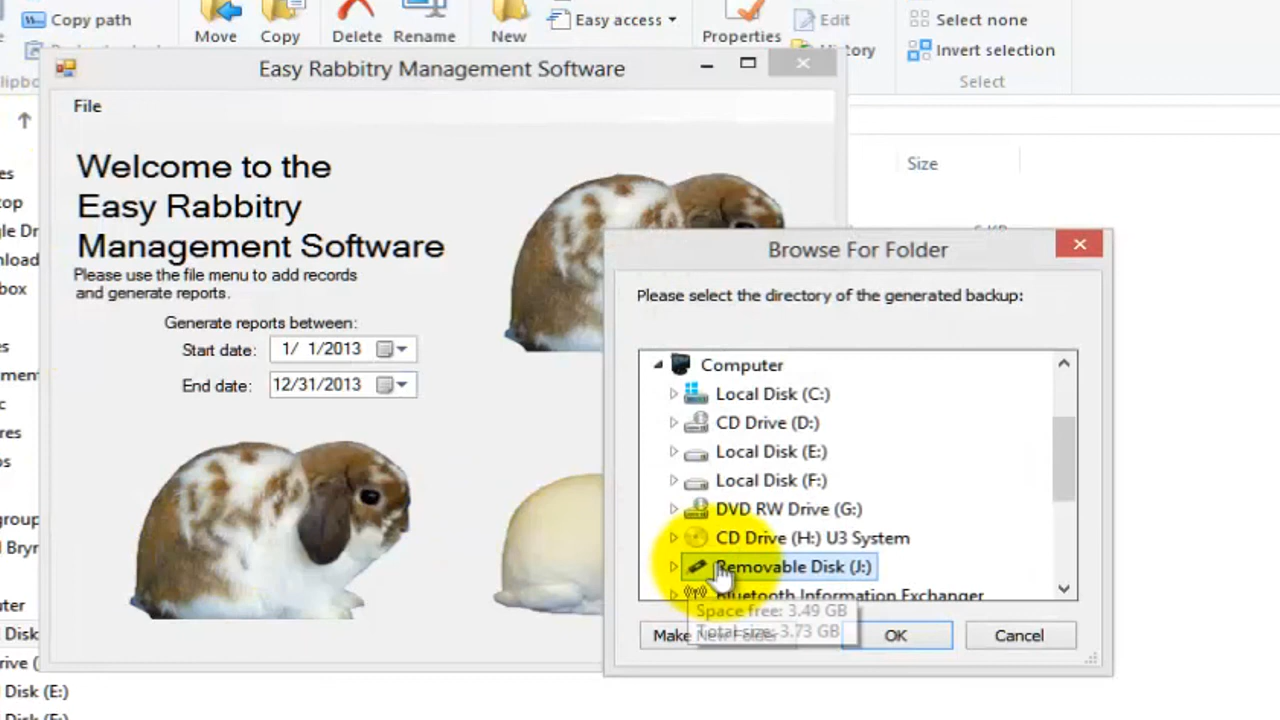 Copy path
Move
Copy
Delete
Rename
New
Easy access
Properties
Edit
Select none
Invert selection
Select
Easy Rabbitry Management Software
File
Size
Welcome to the
Easy Rabbitry
Management Software
Please use the file menu to add records
and generate reports.
Generate reports between:
Start date: 1/ 1/2013
End date: 12/31/2013
Browse For Folder
Please select the directory of the generated backup:
Computer
Local Disk (C:)
CD Drive (D:)
Local Disk (E:)
Local Disk (F:)
DVD RW Drive (G:)
CD Drive (H:) U3 System
Removable Disk (J:)
Bluetooth Information Exchanger
Space free: 3.49 GB
Total size: 3.73 GB
Make New Folder
OK
Cancel
Disk (E:)